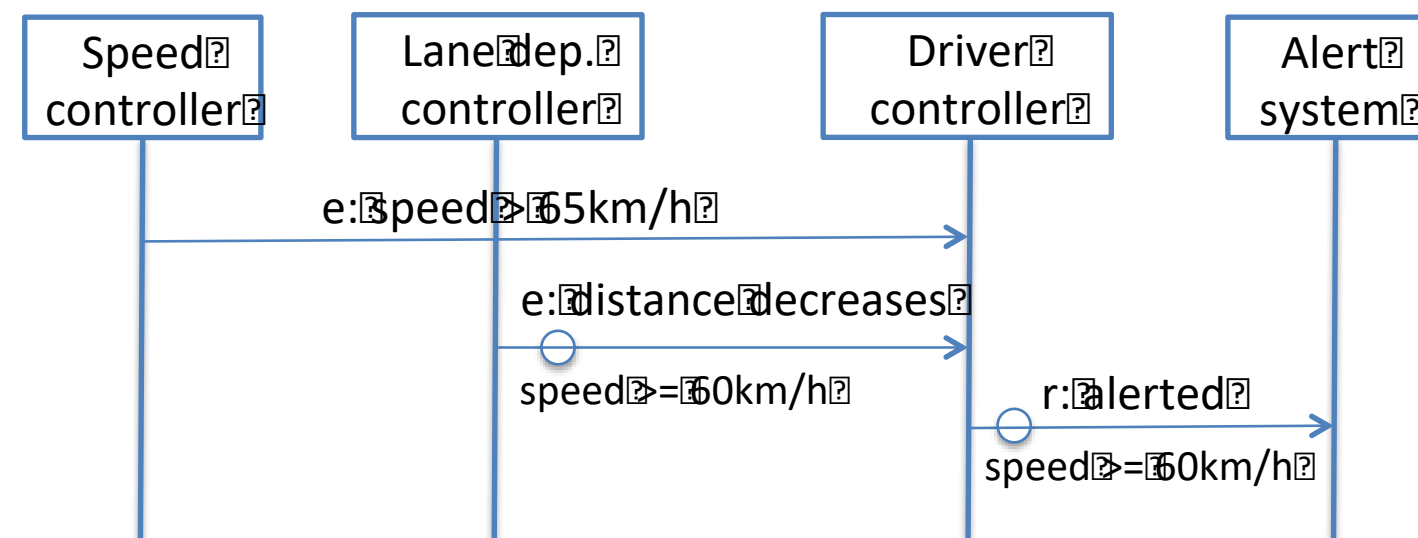 Speed
controller
Lane dep.
controller
Driver
controller
Alert
system
e: speed > 65km/h
e: distance decreases
speed >= 60km/h
r: alerted
speed >= 60km/h